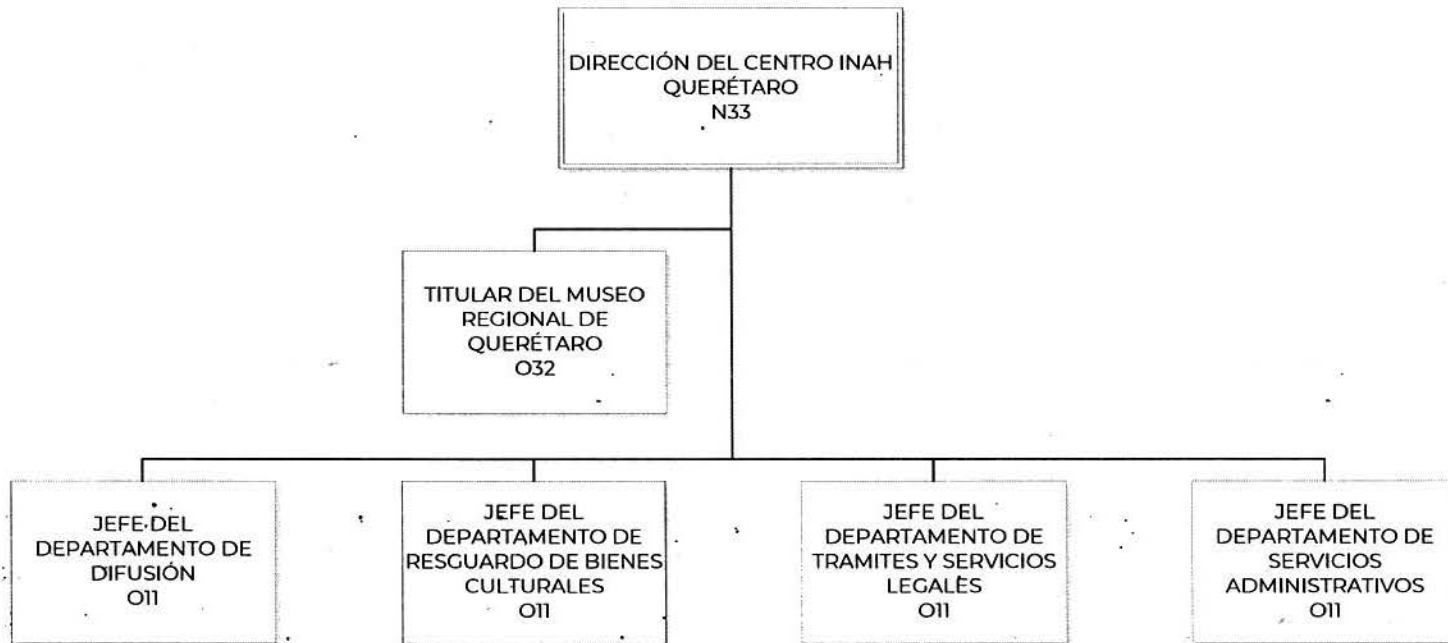 DIRECCIÓN DEL CENTRO INAH
QUERÉTARO
N33
TITULAR DEL MUSEO
REGIONAL DE
QUERÉTARO
O32
JEFE DEL
DEPARTAMENTO DE
DIFUSIÓN
O11
JEFE DEL
DEPARTAMENTO DE
RESGUARDO DE BIENES
CULTURALES
O11
JEFE DEL
DEPARTAMENTO DE
TRAMITES Y SERVICIOS
LEGALES
O11
JEFE DEL
DEPARTAMENTO DE
SERVICIOS
ADMINISTRATIVOS
O11